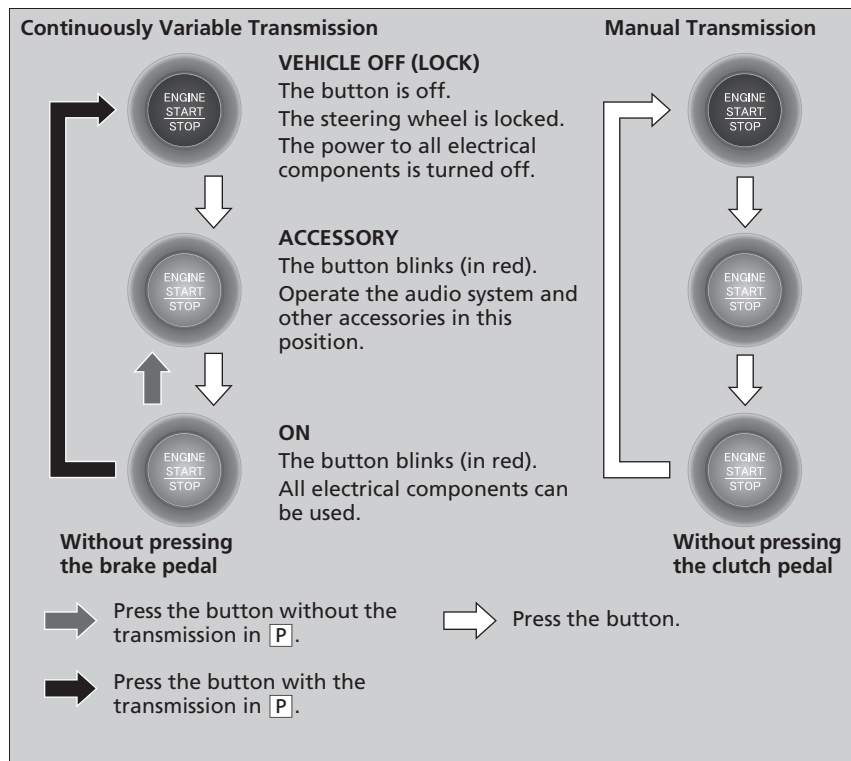 Continuously Variable Transmission
Manual Transmission
ENGINE
START
STOP
VEHICLE OFF (LOCK)
The button is off.
The steering wheel is locked.
The power to all electrical
components is turned off.
ENGINE
START
STOP
ENGINE
START
STOP
ACCESSORY
The button blinks (in red).
Operate the audio system and
other accessories in this
position.
ENGINE
START
STOP
ENGINE
START
STOP
ON
The button blinks (in red).
All electrical components can
be used.
ENGINE
START
STOP
Without pressing
the brake pedal
Without pressing
the clutch pedal
Press the button without the
transmission in P.
Press the button.
Press the button with the
transmission in P.